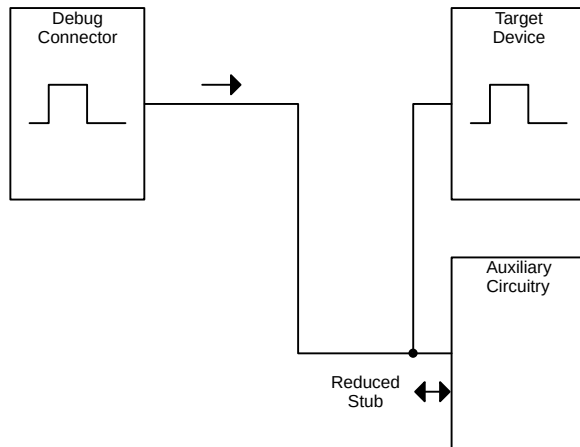 Debug
Connector
Target
Device
Auxiliary
Circuitry
Reduced
Stub